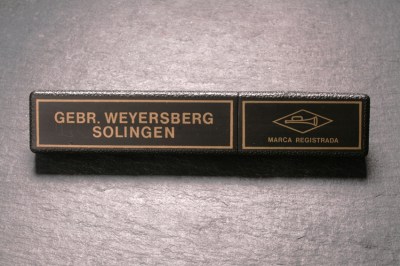 GEBR. WEYERSBERG
SOLINGEN
MARCA REGISTRADA